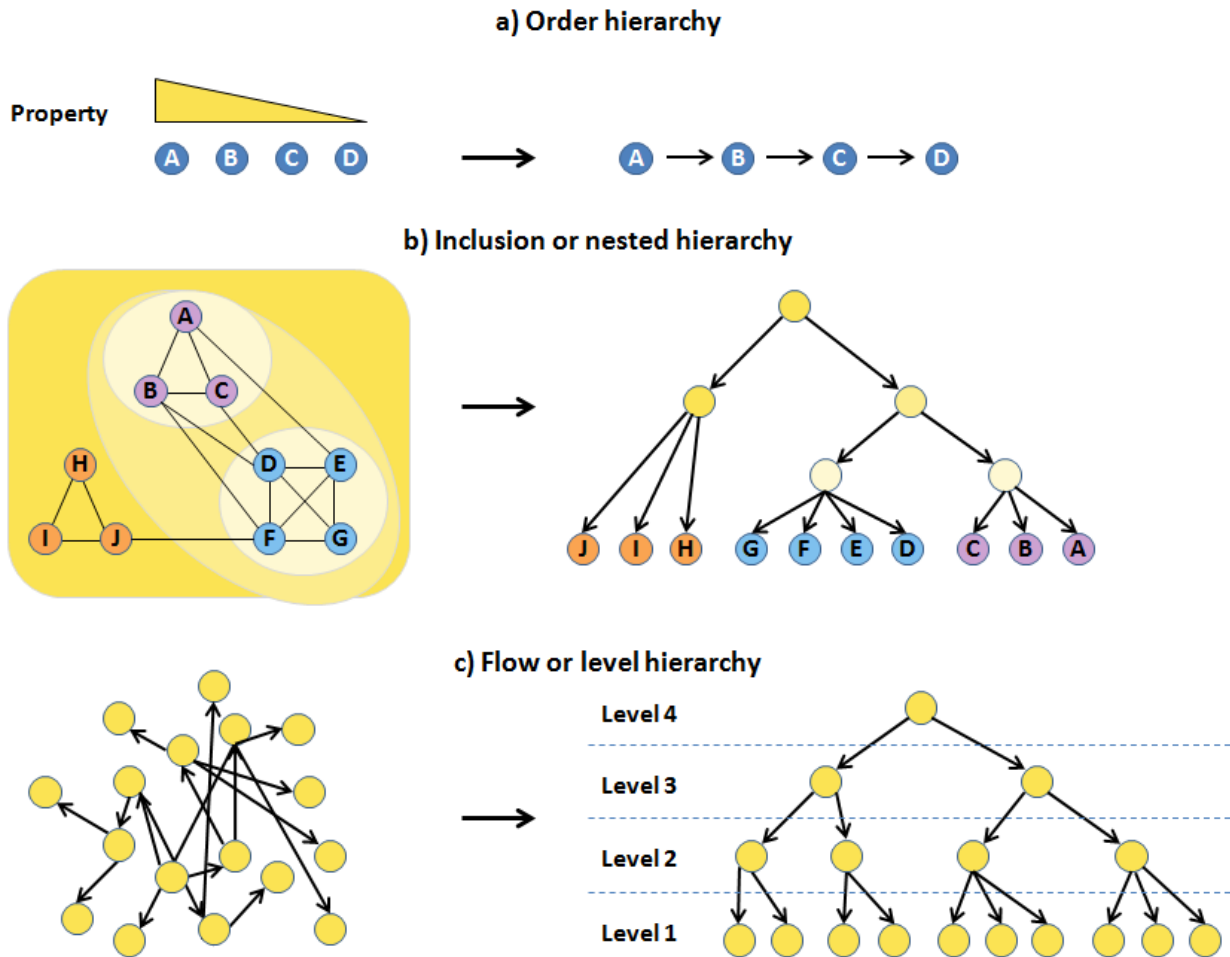 a) Order hierarchy
Property
A B C D
A B C D
b) Inclusion or nested hierarchy
A
B C
D E
H
I J F G
J I H G F E D C B A
c) Flow or level hierarchy
Level 4
Level 3
Level 2
Level 1